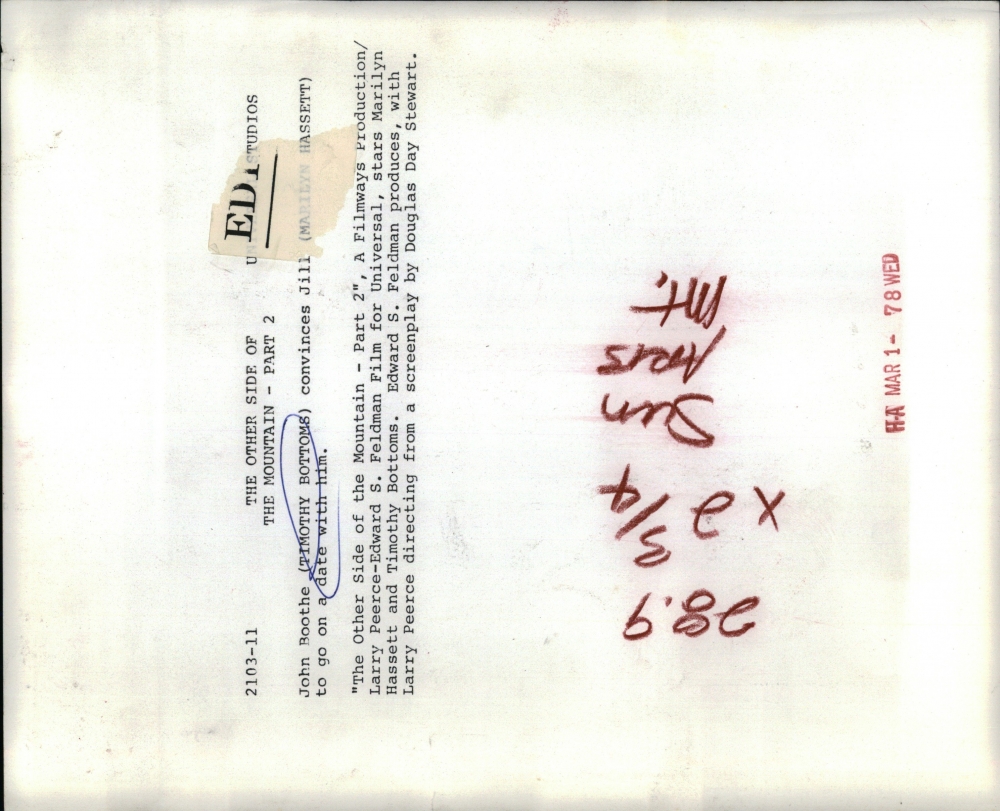 2103-11 THE OTHER SIDE OF STUDIOS
THE MOUNTAIN - PART 2
John Boothe (TIMOTHY BOTTOMS) convinces Jill (MARILYN HASSETT)
to go on a date with him.
"The Other Side of the Mountain - Part 2", A Filmways Production/
Larry Peerce-Edward S. Feldman Film for Universal, stars Marilyn
Hassett and Timothy Bottoms. Edward S. Feldman produces, with
Larry Peerce directing from a screenplay by Douglas Day Stewart.
Mt.
Sun
x 2 3/4
28.9
H-A MAR 1- 78 WED